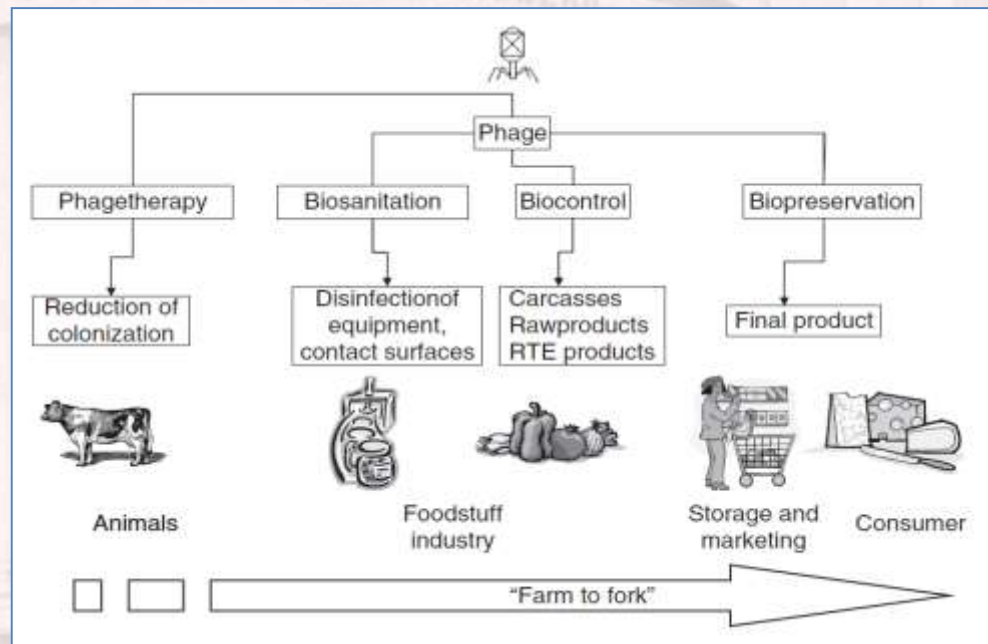 Phage
Phagetherapy
Biosanitation
Biocontrol
Biopreservation
Reduction of
colonization
Disinfectionof
equipment,
contact surfaces
Carcasses
Rawproducts
RTE products
Final product
Animals
Foodstuff
industry
Storage and
marketing
Consumer
"Farm to fork"